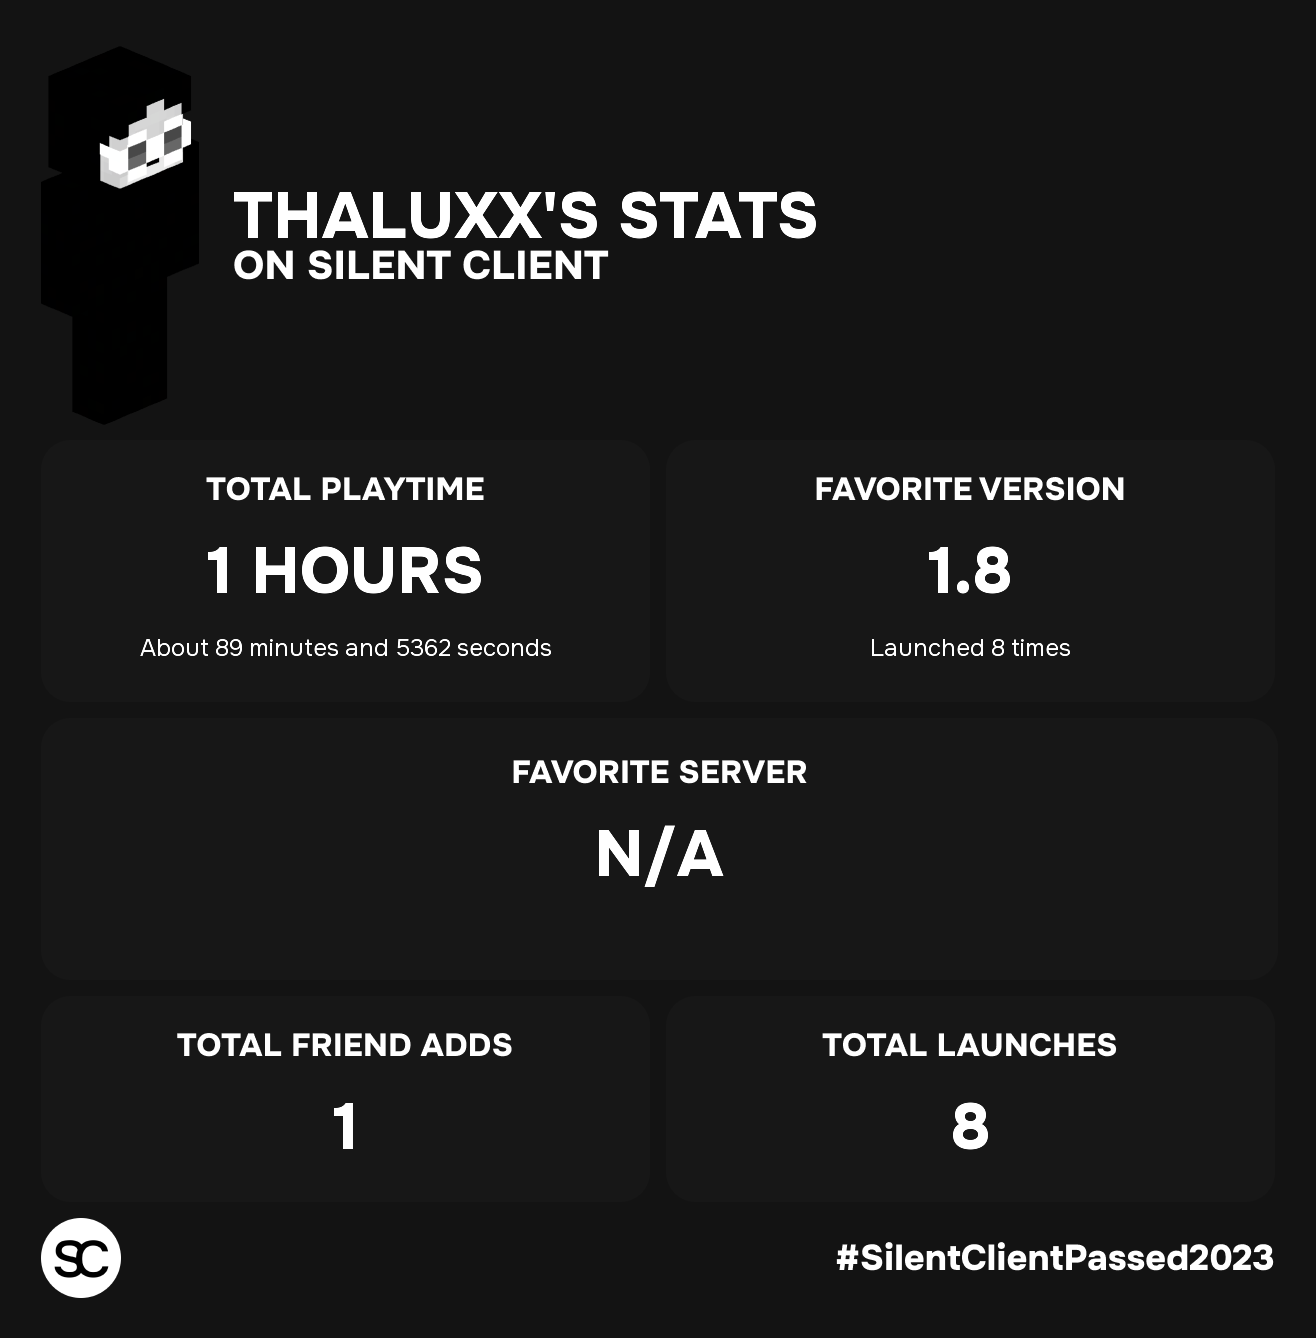 THALUXX'S STATS
ON SILENT CLIENT
TOTAL PLAYTIME
1 HOURS
About 89 minutes and 5362 seconds
FAVORITE VERSION
1.8
Launched 8 times
FAVORITE SERVER
N/A
TOTAL FRIEND ADDS
1
TOTAL LAUNCHES
8
SC
#SilentClientPassed2023